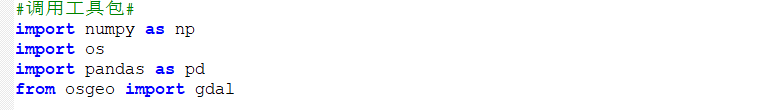 #调用工具包#
import numpy as np
import os
import pandas as pd
from osgeo import gdal